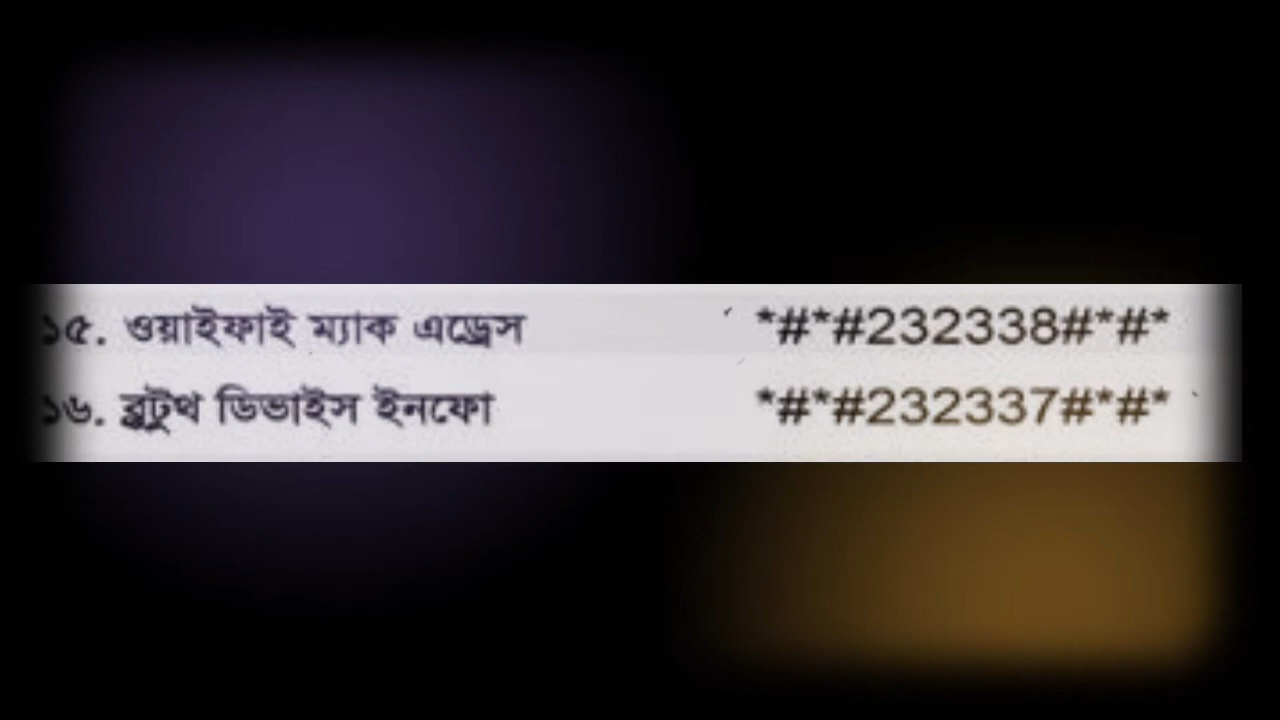 ১৫. ওয়াইফাই ম্যাক এড্রেস *#*#232338#*#*
১৬. ব্লুটুথ ডিভাইস ইনফো *#*#232337#*#*